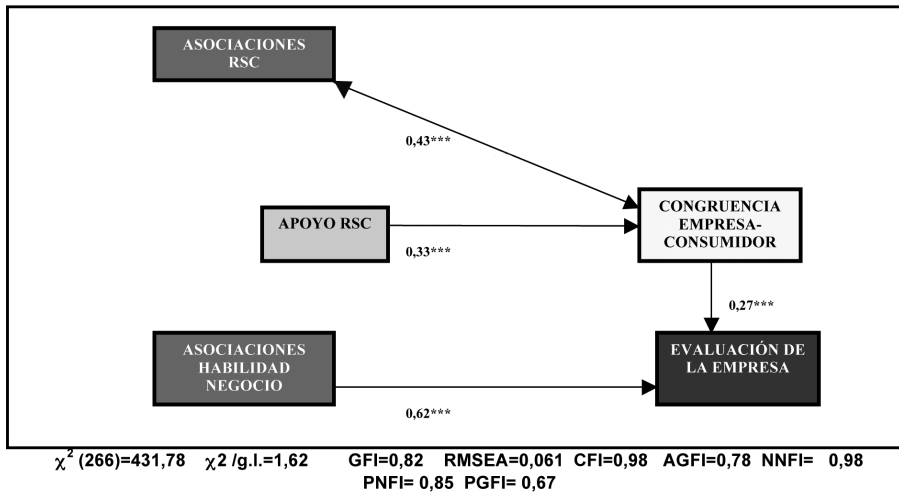 ASOCIACIONES
RSC
0,43***
APOYO RSC
0,33***
CONGRUENCIA
EMPRESA-
CONSUMIDOR
0,27***
ASOCIACIONES
HABILIDAD
NEGOCIO
0,62***
EVALUACIÓN DE
LA EMPRESA
χ² (266)=431,78 χ2 /g.l.=1,62 GFI=0,82 RMSEA=0,061 CFI=0,98 AGFI=0,78 NNFI= 0,98
PNFI= 0,85 PGFI= 0,67